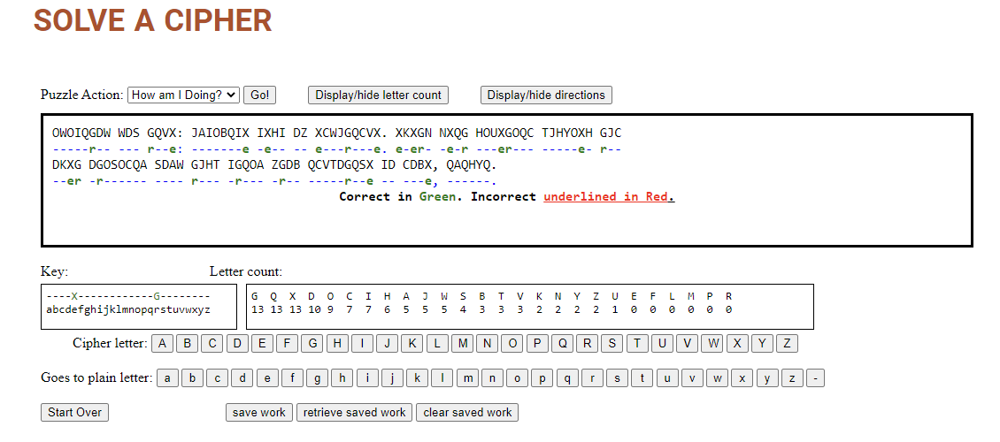 SOLVE A CIPHER
Puzzle Action: How am I Doing? Go! Display/hide letter count Display/hide directions
OWOIQGDW WDS GQVX: JAIOBQIX IXHI DZ XCWJGQCVX. XKXGN NXQG HOUXGOQC TJHYOXH GJC
-----r-- --- r--e: -------e -e-- -- e---r---e. e-er- -e-r ---er--- -----e- r--
DKXG DGOSOCQA SDAW GJHT IGQOA ZGDB QCVTDGQSX ID CDBX, QAQHYQ.
--er -r------ ---- r--- -r--- -r-- -----r--e -- ---e, ------.
Correct in Green. Incorrect underlined in Red.
Key: Letter count:
----X------------G--------
abcdefghijklmnopqrstuvwxyz
G Q X D O C I H A J W S B T V K N Y Z U E F L M P R
13 13 13 10 9 7 7 6 5 5 5 4 3 3 3 2 2 2 2 1 0 0 0 0 0 0
Cipher letter: A B C D E F G H I J K L M N O P Q R S T U V W X Y Z
Goes to plain letter: a b c d e f g h i j k l m n o p q r s t u v w x y z -
Start Over save work retrieve saved work clear saved work